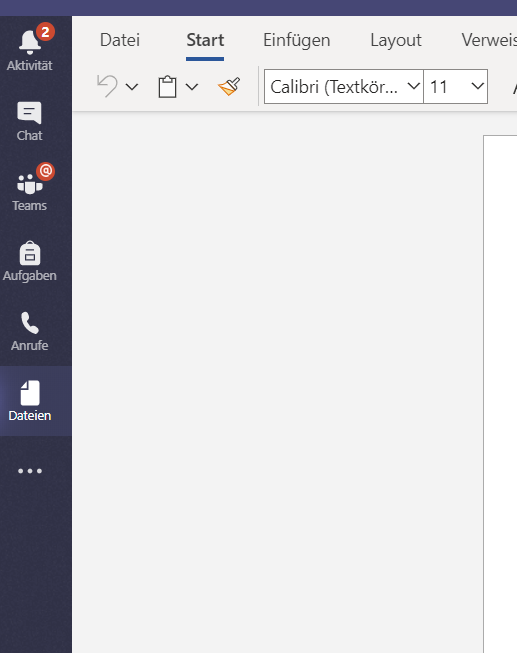 2
Aktivität
Chat
@
Teams
Aufgaben
Anrufe
Dateien
Datei Start Einfügen Layout Verweis
Calibri (Textkör... 11